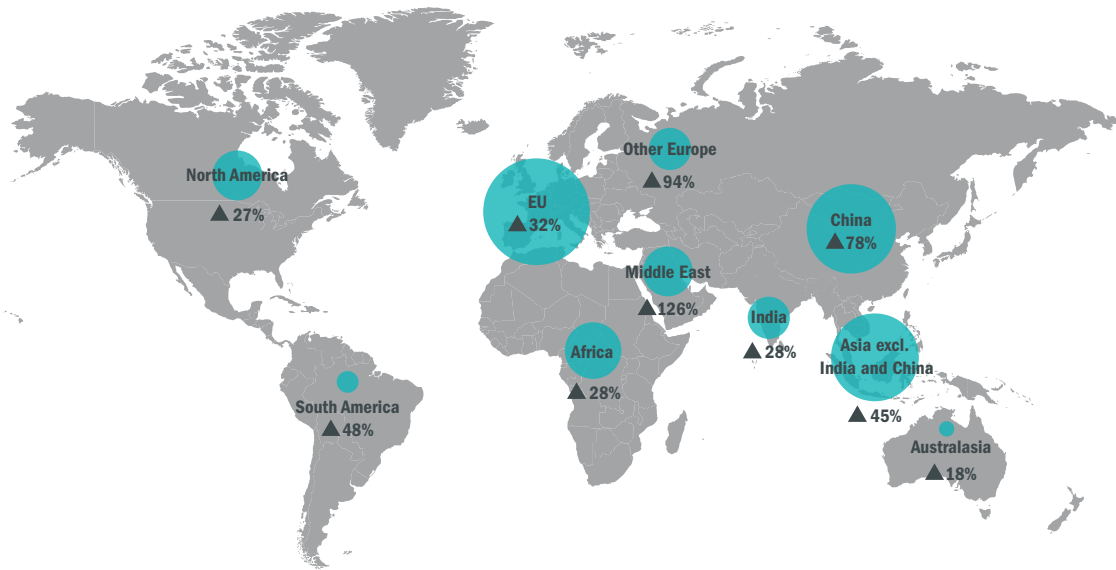 Other Europe
▲ 94%
North America
▲ 27%
EU
▲ 32%
China
▲ 78%
Middle East
▲ 126%
India
▲ 28%
Africa
▲ 28%
Asia excl.
India and China
▲ 45%
South America
▲ 48%
Australasia
▲ 18%